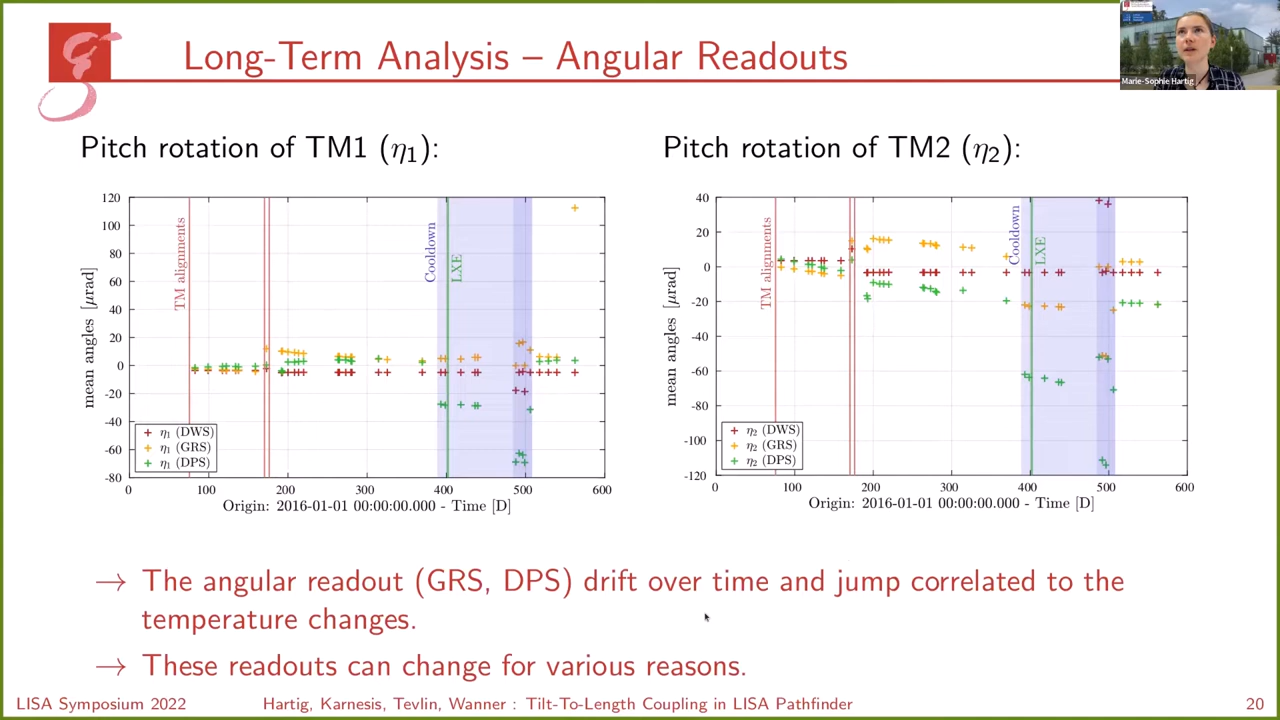 Long-Term Analysis – Angular Readouts
Marie-Sophie Hartig
Pitch rotation of TM1 (η₁):
120
100
80
60
40
20
0
-20
-40
-60
-80
mean angles [μrad]
TM alignments
Cooldown
LXE
η₁ (DWS)
η₁ (GRS)
η₁ (DPS)
0 100 200 300 400 500 600
Origin: 2016-01-01 00:00:00.000 - Time [D]
Pitch rotation of TM2 (η₂):
40
20
0
-20
-40
-60
-80
-100
-120
mean angles [μrad]
TM alignments
Cooldown
LXE
η₂ (DWS)
η₂ (GRS)
η₂ (DPS)
0 100 200 300 400 500 600
Origin: 2016-01-01 00:00:00.000 - Time [D]
→ The angular readout (GRS, DPS) drift over time and jump correlated to the
temperature changes.
→ These readouts can change for various reasons.
LISA Symposium 2022
Hartig, Karnesis, Tevlin, Wanner : Tilt-To-Length Coupling in LISA Pathfinder
20